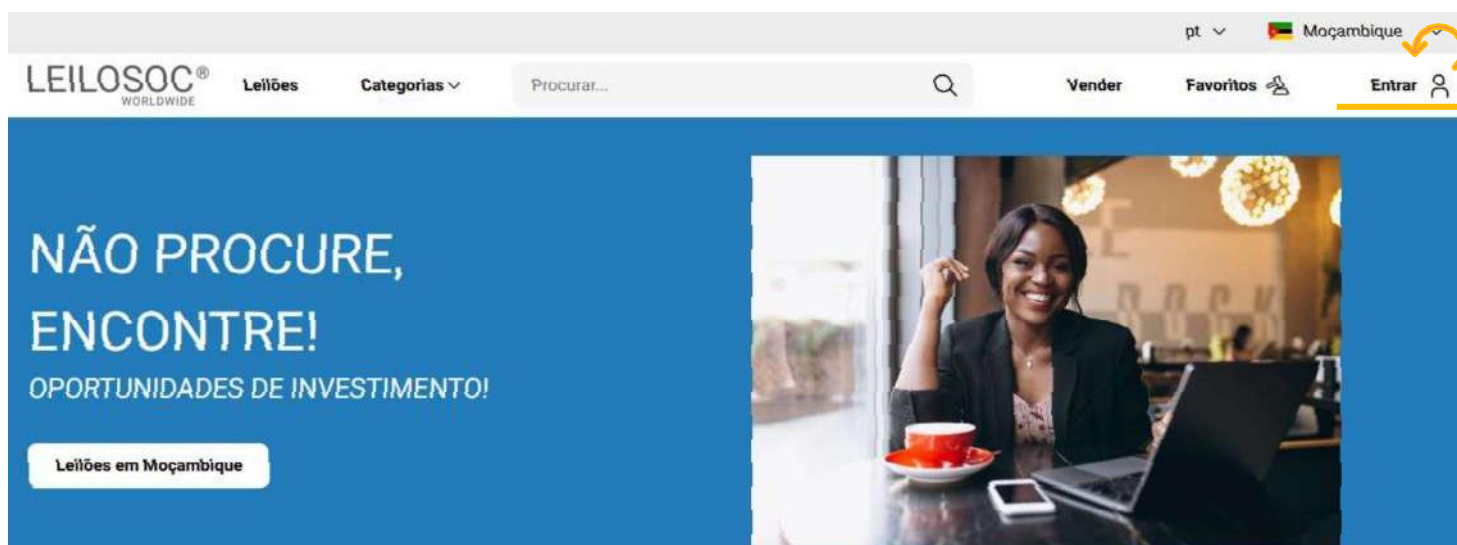 pt Moçambique
LEILOSOC® Leilões Categorias Procurar... Vender Favoritos Entrar
WORLDWIDE
NÃO PROCURE,
ENCONTRE!
OPORTUNIDADES DE INVESTIMENTO!
Leilões em Moçambique